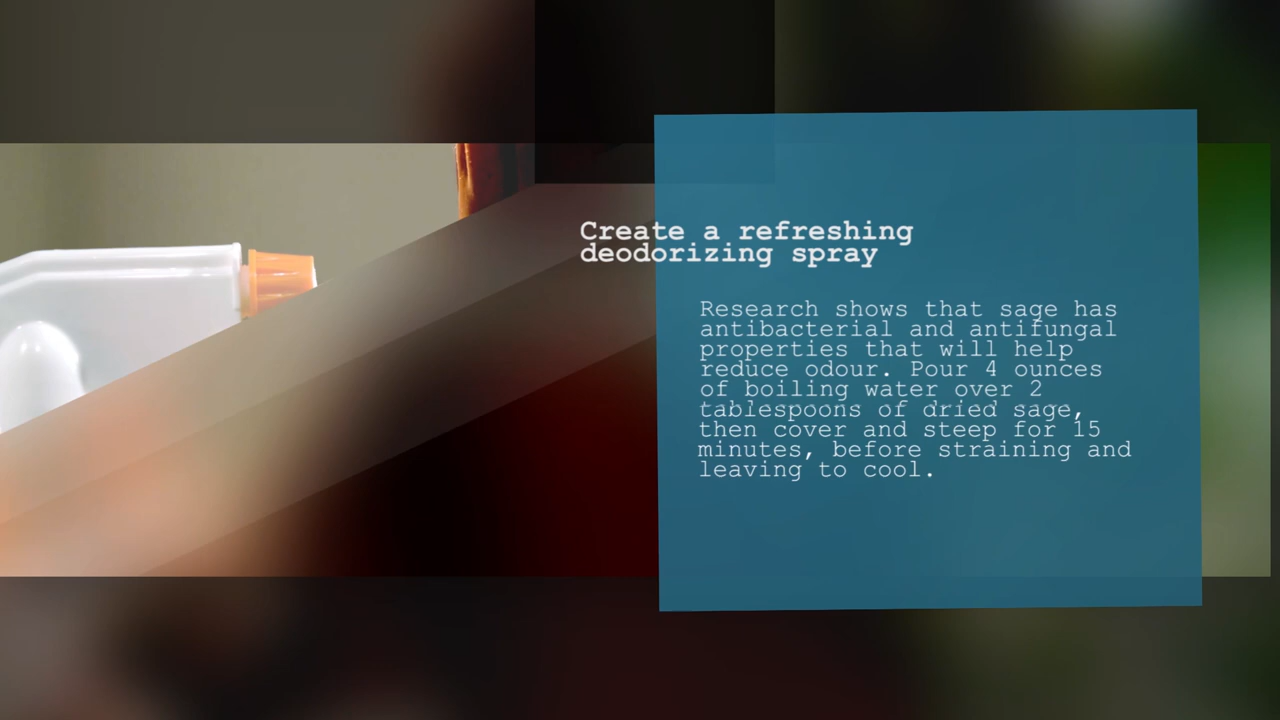 Create a refreshing
deodorizing spray
Research shows that sage has
antibacterial and antifungal
properties that will help
reduce odour. Pour 4 ounces
of boiling water over 2
tablespoons of dried sage,
then cover and steep for 15
minutes, before straining and
leaving to cool.